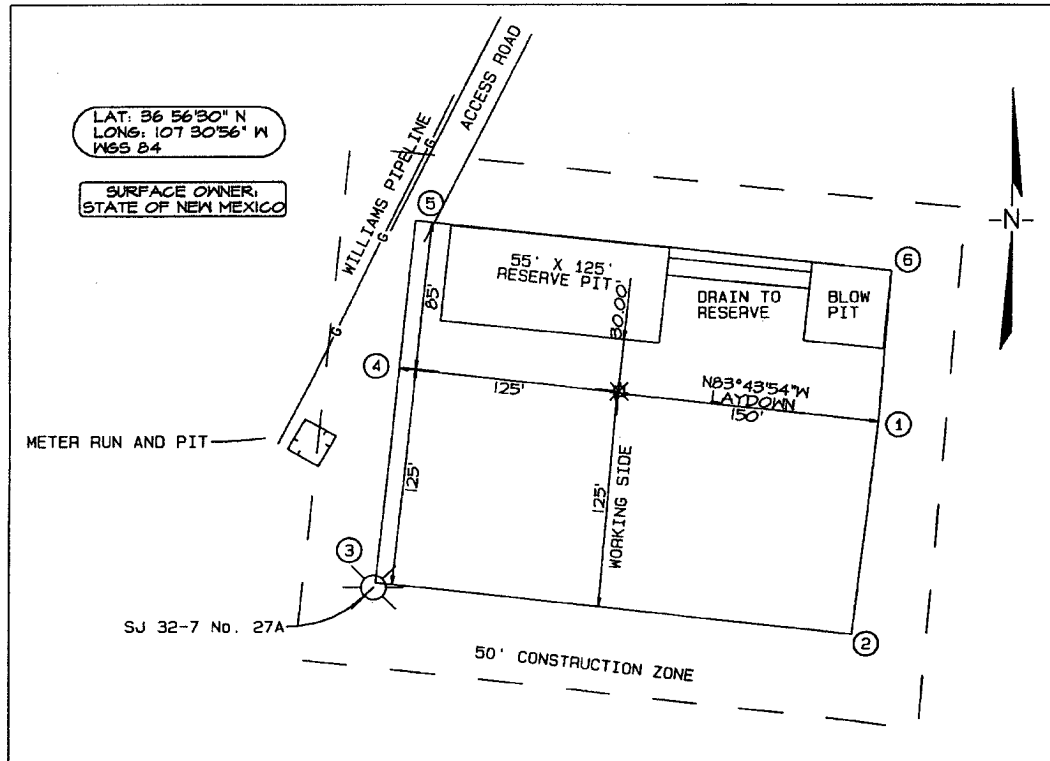 LAT: 36 56'30" N
LONG: 107 30'56" W
WGS 84
SURFACE OWNER:
STATE OF NEW MEXICO
WILLIAMS PIPELINE
ACCESS ROAD
G
G
G
N
5
6
55' X 125'
RESERVE PIT
85'
30.00'
DRAIN TO
RESERVE
BLOW
PIT
4
125'
N83°43'54"W
LAYDOWN
150'
1
METER RUN AND PIT
125'
125'
WORKING SIDE
3
SJ 32-7 No. 27A
2
50' CONSTRUCTION ZONE